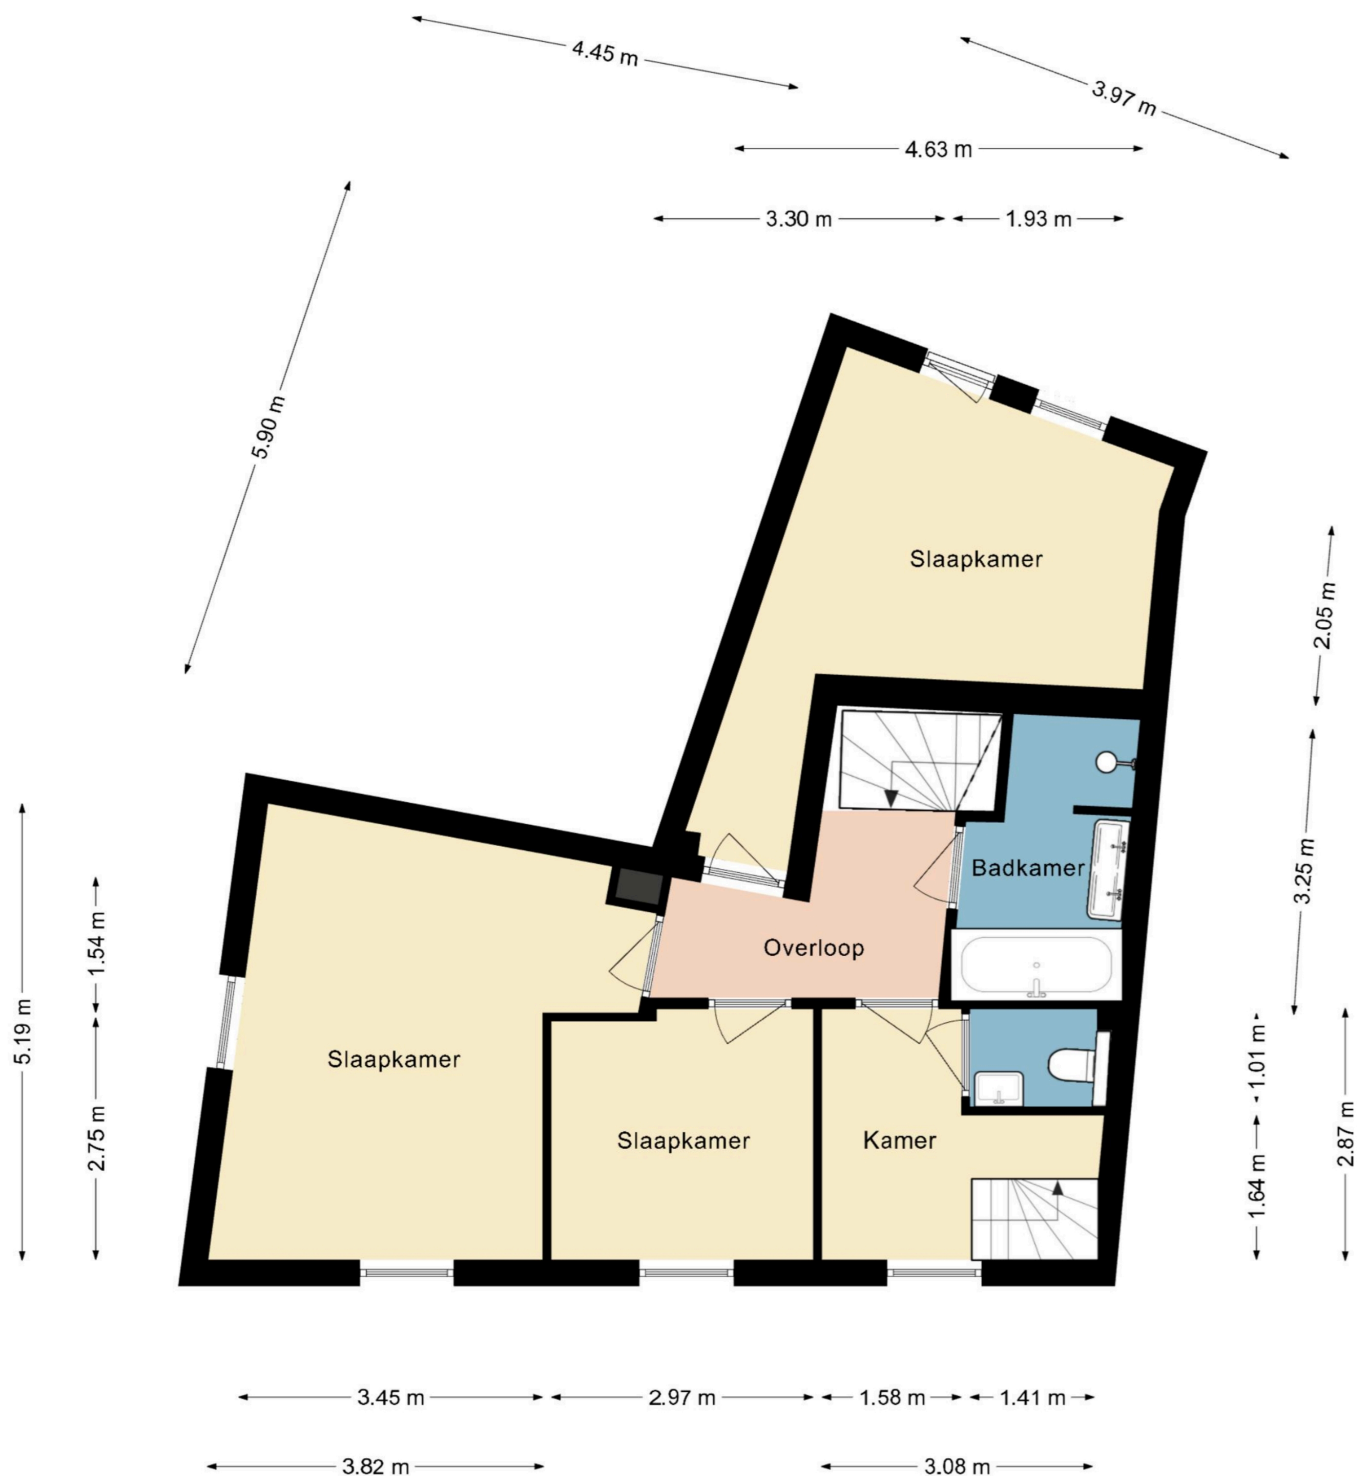 4.45 m
3.97 m
4.63 m
3.30 m
1.93 m
5.90 m
Slaapkamer
2.05 m
Badkamer
3.25 m
1.54 m
Overloop
5.19 m
Slaapkamer
1.01 m
2.75 m
Slaapkamer
Kamer
2.87 m
1.64 m
3.45 m
2.97 m
1.58 m
1.41 m
3.82 m
3.08 m